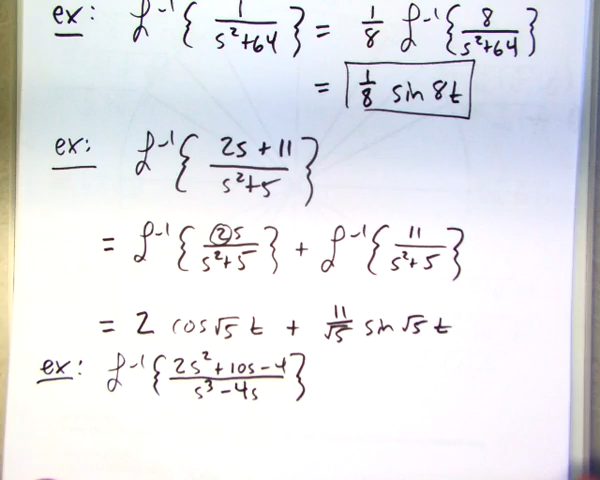 ex: ℒ⁻¹{ 1/(s²+64) } = 1/8 ℒ⁻¹{ 8/(s²+64) }
= 1/8 sin 8t
ex: ℒ⁻¹{ (2s + 11)/(s²+5) }
= ℒ⁻¹{ 2s/(s²+5) } + ℒ⁻¹{ 11/(s²+5) }
= 2 cos√5 t + 11/√5 sin √5 t
ex: ℒ⁻¹{ (2s²+10s-4)/(s³-4s) }